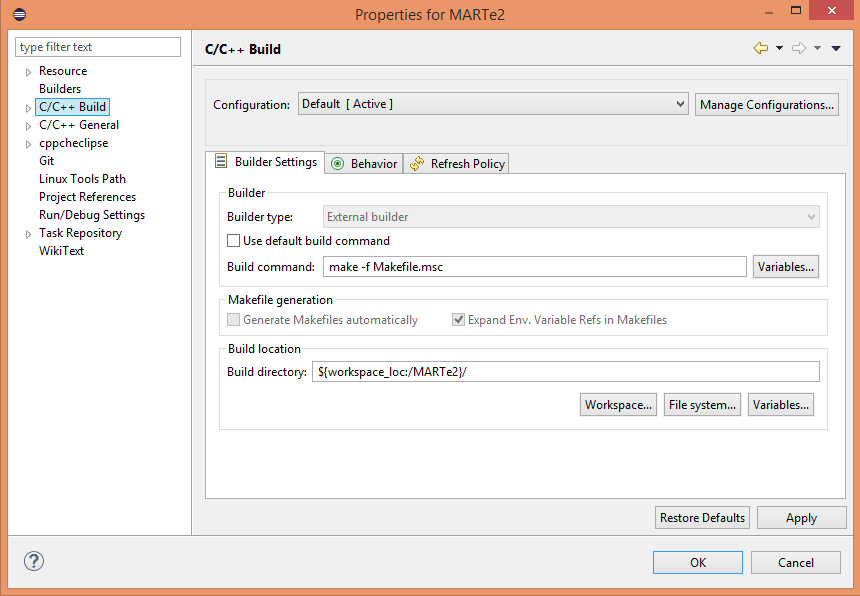 Properties for MARTe2
type filter text
Resource
Builders
C/C++ Build
C/C++ General
cppcheclipse
Git
Linux Tools Path
Project References
Run/Debug Settings
Task Repository
WikiText
C/C++ Build
Configuration: Default [ Active ] Manage Configurations...
Builder Settings Behavior Refresh Policy
Builder
Builder type: External builder
Use default build command
Build command: make -f Makefile.msc Variables...
Makefile generation
Generate Makefiles automatically Expand Env. Variable Refs in Makefiles
Build location
Build directory: ${workspace_loc:/MARTe2}/
Workspace... File system... Variables...
Restore Defaults Apply
? OK Cancel